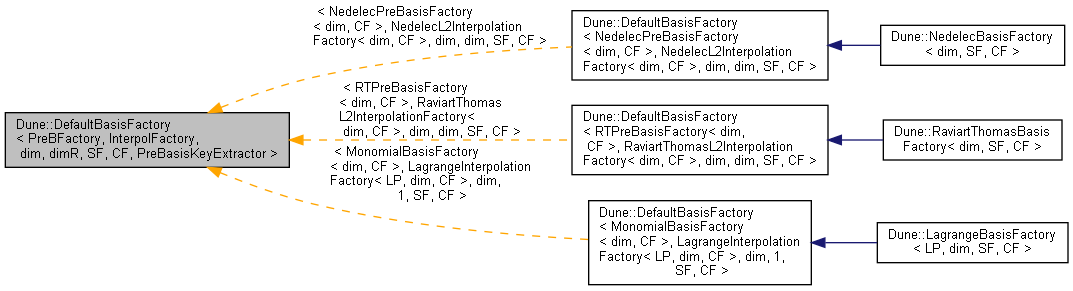 Dune::DefaultBasisFactory
< PreBFactory, InterpolFactory,
dim, dimR, SF, CF, PreBasisKeyExtractor >
< NedelecPreBasisFactory
< dim, CF >, NedelecL2Interpolation
Factory< dim, CF >, dim, dim, SF, CF >
< RTPreBasisFactory
< dim, CF >, RaviartThomas
L2InterpolationFactory<
dim, CF >, dim, dim, SF, CF >
< MonomialBasisFactory
< dim, CF >, LagrangeInterpolation
Factory< LP, dim, CF >, dim,
1, SF, CF >
Dune::DefaultBasisFactory
< NedelecPreBasisFactory
< dim, CF >, NedelecL2Interpolation
Factory< dim, CF >, dim, dim, SF, CF >
Dune::NedelecBasisFactory
< dim, SF, CF >
Dune::DefaultBasisFactory
< RTPreBasisFactory< dim,
CF >, RaviartThomasL2Interpolation
Factory< dim, CF >, dim, dim, SF, CF >
Dune::RaviartThomasBasis
Factory< dim, SF, CF >
Dune::DefaultBasisFactory
< MonomialBasisFactory
< dim, CF >, LagrangeInterpolation
Factory< LP, dim, CF >, dim, 1,
SF, CF >
Dune::LagrangeBasisFactory
< LP, dim, SF, CF >